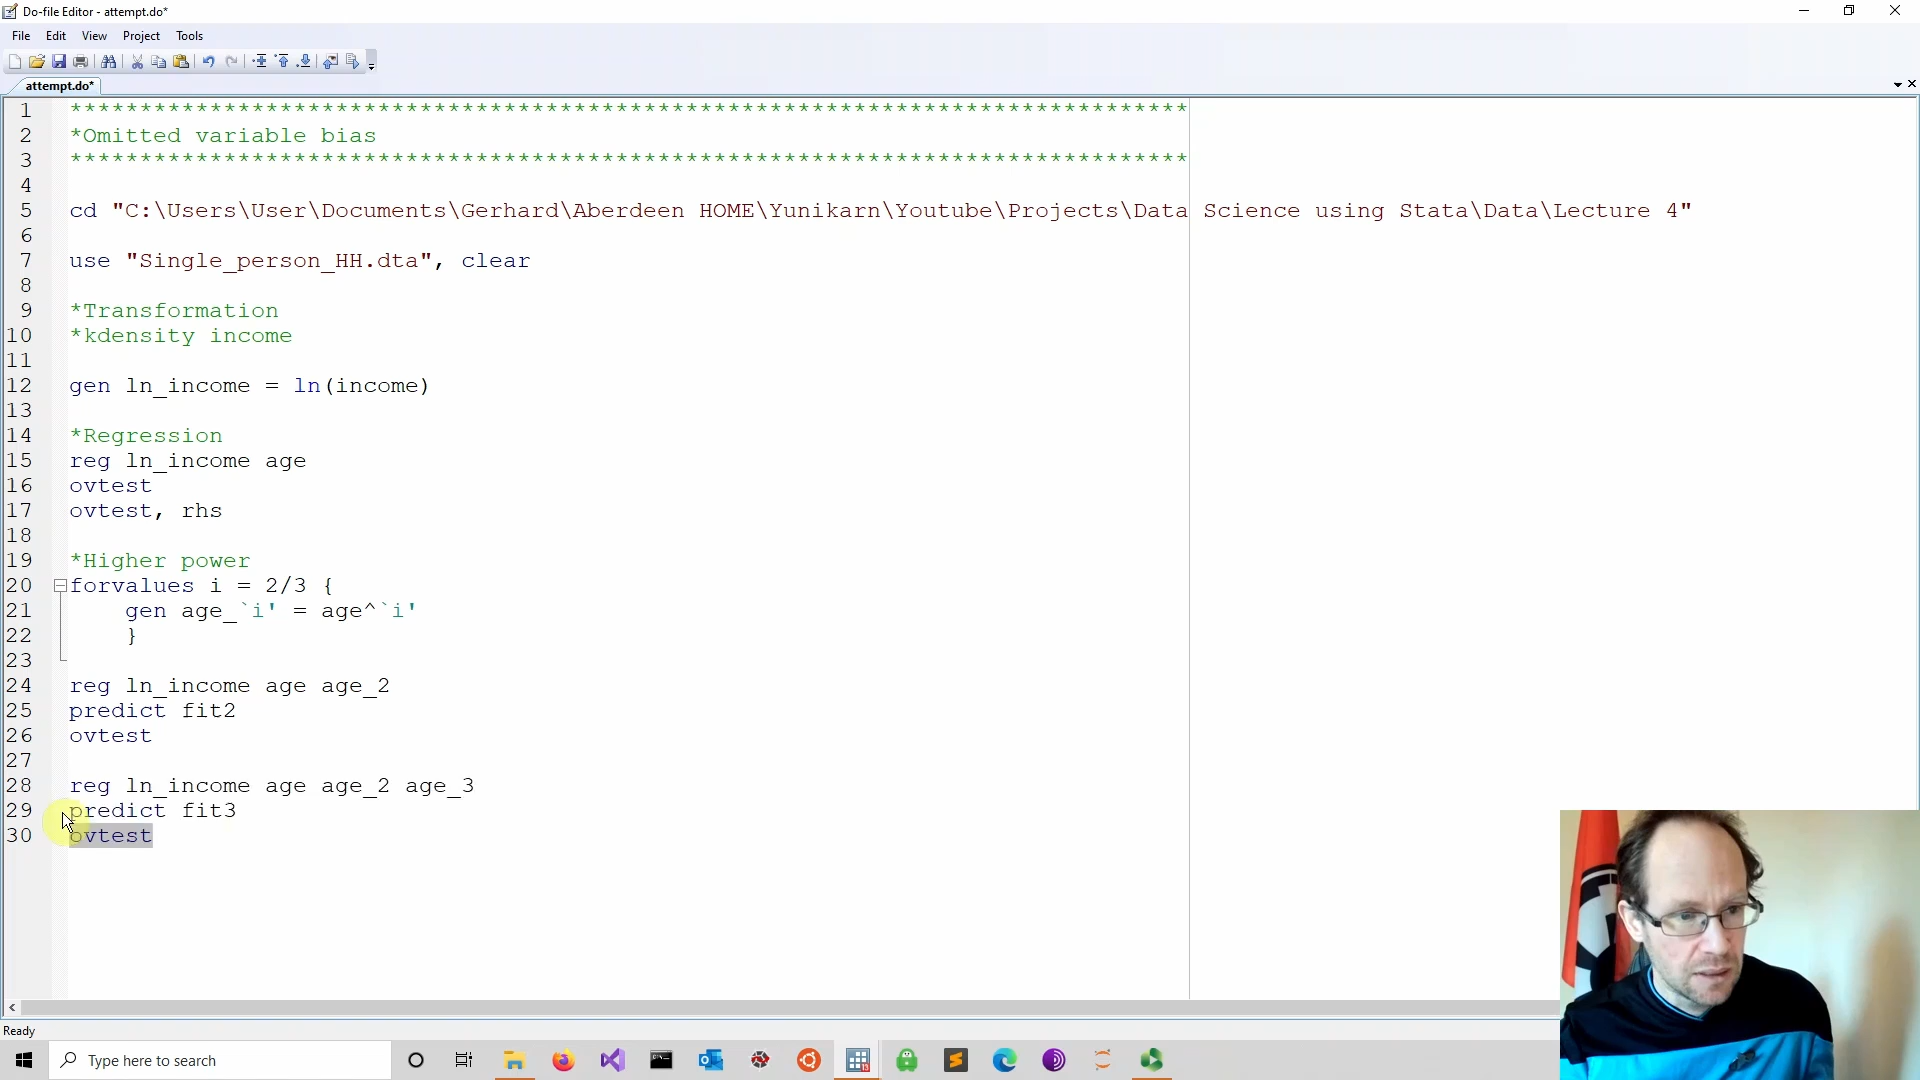 Do-file Editor - attempt.do*
File Edit View Project Tools
attempt.do*
1 ********************************************************************************
2 *Omitted variable bias
3 ********************************************************************************
4
5 cd "C:\Users\User\Documents\Gerhard\Aberdeen HOME\Yunikarn\Youtube\Projects\Data Science using Stata\Data\Lecture 4"
6
7 use "Single_person_HH.dta", clear
8
9 *Transformation
10 *kdensity income
11
12 gen ln_income = ln(income)
13
14 *Regression
15 reg ln_income age
16 ovtest
17 ovtest, rhs
18
19 *Higher power
20 forvalues i = 2/3 {
21 gen age_`i' = age^`i'
22 }
23
24 reg ln_income age age_2
25 predict fit2
26 ovtest
27
28 reg ln_income age age_2 age_3
29 predict fit3
30 ovtest
Ready
Type here to search